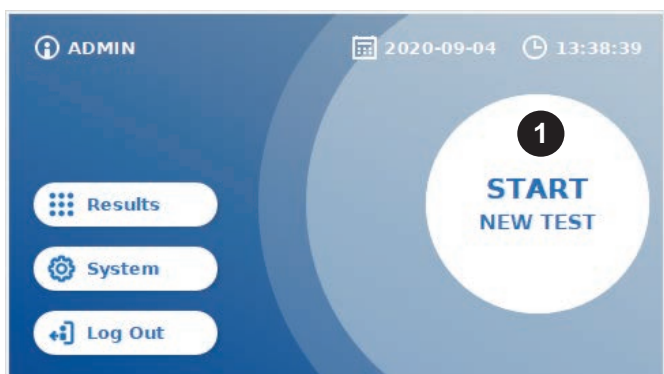 ADMIN
2020-09-04
13:38:39
1
START
NEW TEST
Results
System
Log Out